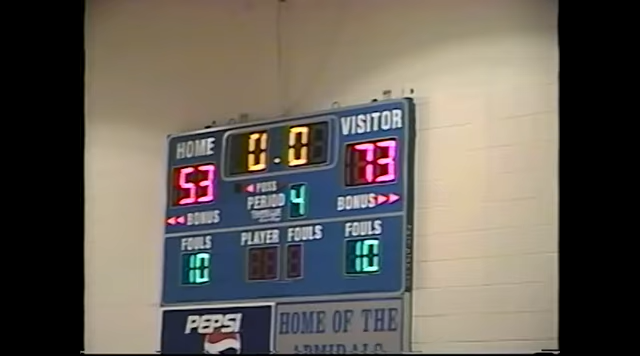 HOME
0.0
VISITOR
53
73
POSS
PERIOD 4
BONUS
BONUS
FOULS
PLAYER FOULS
FOULS
10
10
PEPSI
HOME OF THE
ADMIRALS